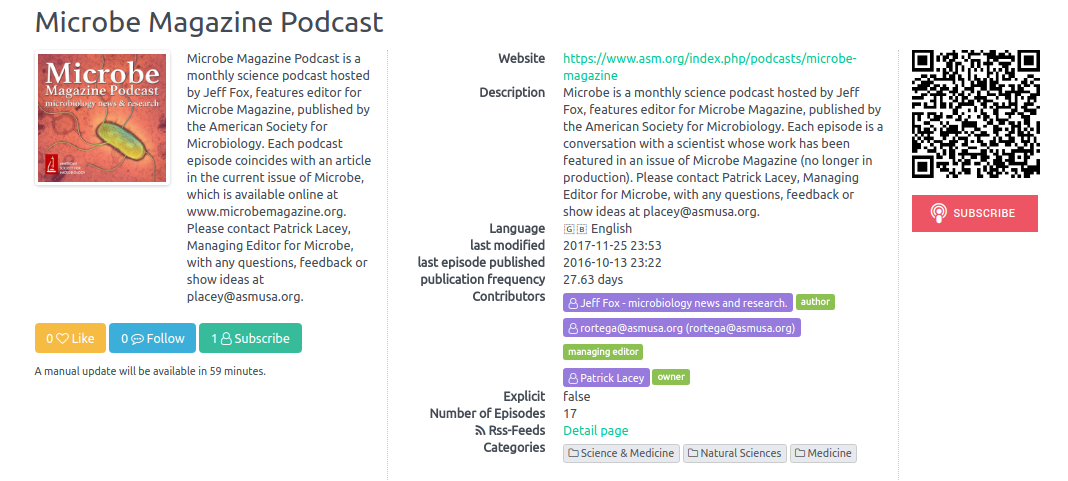 Microbe Magazine Podcast
Microbe
Magazine Podcast
microbiology news & research
AMERICAN
SOCIETY FOR
MICROBIOLOGY
Microbe Magazine Podcast is a
monthly science podcast hosted
by Jeff Fox, features editor for
Microbe Magazine, published by
the American Society for
Microbiology. Each podcast
episode coincides with an article
in the current issue of Microbe,
which is available online at
www.microbemagazine.org.
Please contact Patrick Lacey,
Managing Editor for Microbe,
with any questions, feedback or
show ideas at
placey@asmusa.org.
0 Like
0 Follow
1 Subscribe
A manual update will be available in 59 minutes.
Website https://www.asm.org/index.php/podcasts/microbe-
magazine
Description Microbe is a monthly science podcast hosted by Jeff
Fox, features editor for Microbe Magazine, published by
the American Society for Microbiology. Each episode is a
conversation with a scientist whose work has been
featured in an issue of Microbe Magazine (no longer in
production). Please contact Patrick Lacey, Managing
Editor for Microbe, with any questions, feedback or
show ideas at placey@asmusa.org.
Language GB English
last modified 2017-11-25 23:53
last episode published 2016-10-13 23:22
publication frequency 27.63 days
Contributors Jeff Fox - microbiology news and research. author
rortega@asmusa.org (rortega@asmusa.org)
managing editor
Patrick Lacey owner
Explicit false
Number of Episodes 17
Rss-Feeds Detail page
Categories Science & Medicine Natural Sciences Medicine
SUBSCRIBE